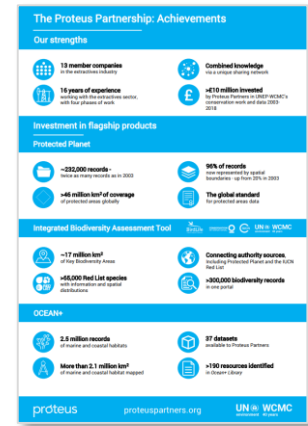 The Proteus Partnership: Achievements
Our strengths
13 member companies
in the extractives industry
Combined knowledge
via a unique sharing network
16 years of experience
working with the extractives sector,
with four phases of work
>£10 million invested
by Proteus Partners in UNEP-WCMC's
conservation work and data 2003-
2018
Investment in flagship products
Protected Planet
~232,000 records -
twice as many records as in 2003
96% of records
now represented by spatial
boundaries - up from 20% in 2003
>46 million km² of coverage
of protected areas globally
The global standard
for protected areas data
Integrated Biodiversity Assessment Tool
UN WCMC
~17 million km²
of Key Biodiversity Areas
Connecting authority sources,
including Protected Planet and the IUCN
Red List
>55,000 Red List species
with information and spatial
distributions
>300,000 biodiversity records
in one portal
OCEAN+
2.5 million records
of marine and coastal habitats
37 datasets
available to Proteus Partners
More than 2.1 million km²
of marine and coastal habitat mapped
>190 resources identified
in Ocean+ Library
proteus
proteuspartners.org
UN WCMC
environment 40 years